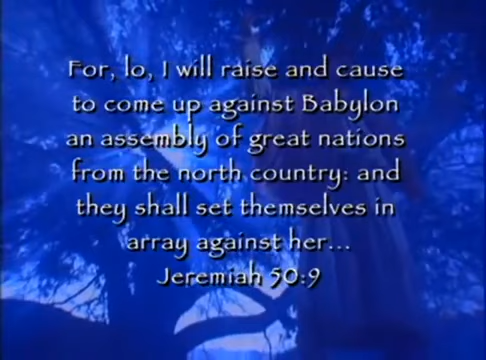 For, lo, I will raise and cause
to come up against Babylon
an assembly of great nations
from the north country: and
they shall set themselves in
array against her...
Jeremiah 50:9